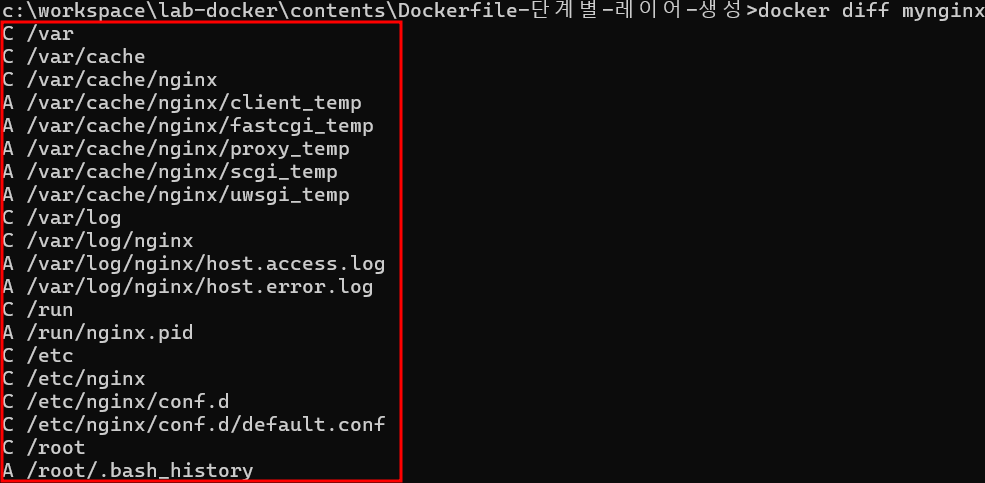 c:\workspace\lab-docker\contents\Dockerfile-단계별-레이어-생성>docker diff mynginx
C /var
C /var/cache
C /var/cache/nginx
A /var/cache/nginx/client_temp
A /var/cache/nginx/fastcgi_temp
A /var/cache/nginx/proxy_temp
A /var/cache/nginx/scgi_temp
A /var/cache/nginx/uwsgi_temp
C /var/log
C /var/log/nginx
A /var/log/nginx/host.access.log
A /var/log/nginx/host.error.log
C /run
A /run/nginx.pid
C /etc
C /etc/nginx
C /etc/nginx/conf.d
C /etc/nginx/conf.d/default.conf
C /root
A /root/.bash_history